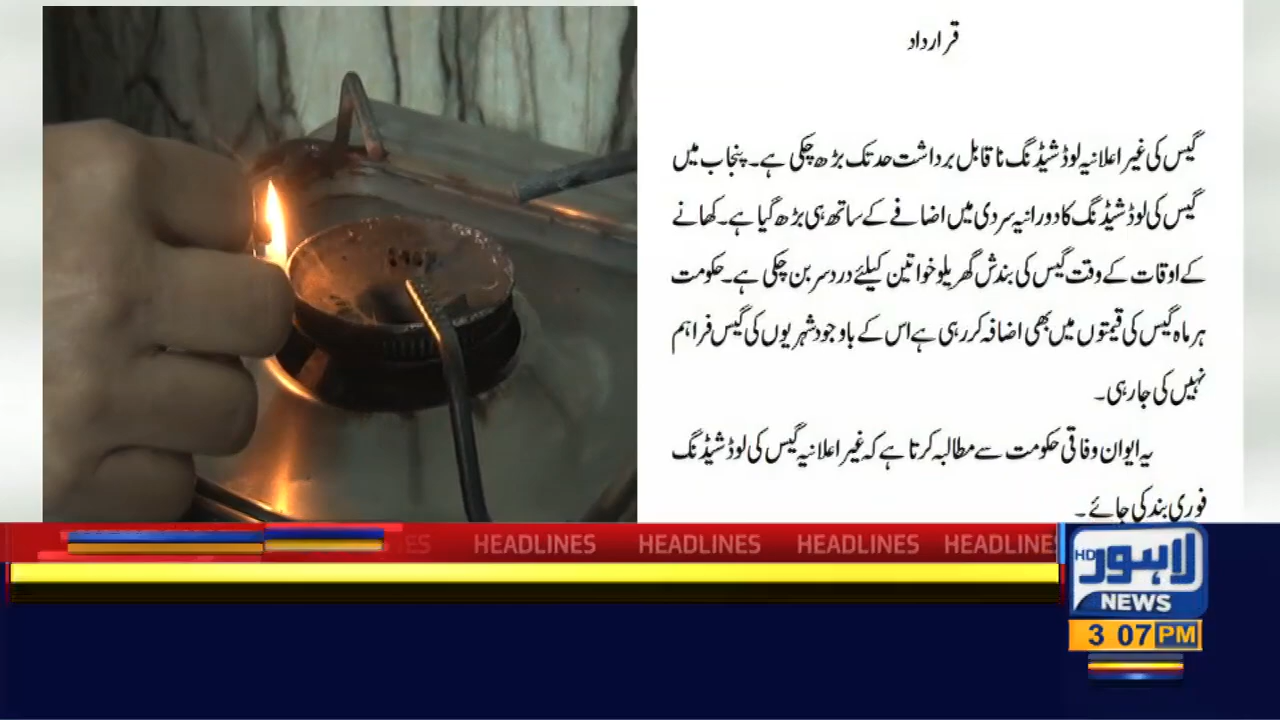 قرارداد
گیس کی غیر اعلانیہ لوڈ شیڈنگ ناقابل برداشت حد تک بڑھ چکی ہے۔ پنجاب میں
گیس کی لوڈ شیڈنگ کا دورانیہ سردی میں اضافے کے ساتھ ہی بڑھ گیا ہے۔ کھانے
کے اوقات کے وقت گیس کی بندش گھریلو خواتین کیلئے درد سر بن چکی ہے۔ حکومت
ہر ماہ گیس کی قیمتوں میں بھی اضافہ کر رہی ہے اس کے باوجود شہریوں کی گیس فراہم
نہیں کی جارہی۔
یہ ایوان وفاقی حکومت سے مطالبہ کرتا ہے کہ غیر اعلانیہ گیس کی لوڈ شیڈنگ
فوری بند کی جائے۔
HEADLINES HEADLINES HEADLINES HEADLINES
HD لاہور
NEWS
3 07 PM